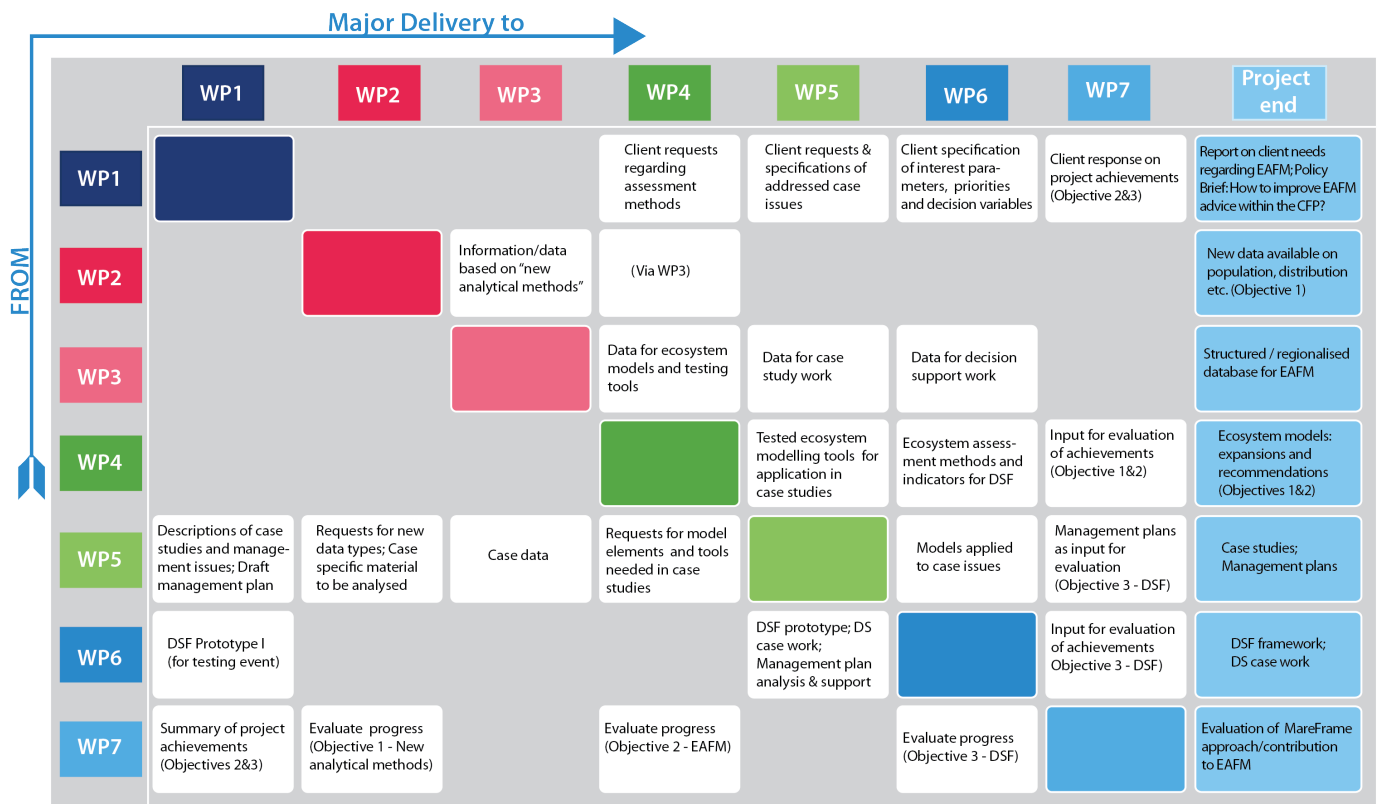 Major Delivery to
FROM
WP1
WP2
WP3
WP4
WP5
WP6
WP7
Project
end
WP1
Client requests
regarding
assessment
methods
Client requests &
specifications of
addressed case
issues
Client specification
of interest para-
meters, priorities
and decision variables
Client response on
project achievements
(Objective 2&3)
Report on client needs
regarding EAFM; Policy
Brief: How to improve EAFM
advice within the CFP?
WP2
Information/data
based on “new
analytical methods”
(Via WP3)
New data available on
population, distribution
etc. (Objective 1)
WP3
Data for ecosystem
models and testing
tools
Data for case
study work
Data for decision
support work
Structured / regionalised
database for EAFM
WP4
Tested ecosystem
modelling tools for
application in
case studies
Ecosystem assess-
ment methods and
indicators for DSF
Input for evaluation
of achievements
(Objective 1&2)
Ecosystem models:
expansions and
recommendations
(Objectives 1&2)
WP5
Descriptions of case
studies and manage-
ment issues; Draft
management plan
Requests for new
data types; Case
specific material
to be analysed
Case data
Requests for model
elements and tools
needed in case
studies
Models applied
to case issues
Management plans
as input for
evaluation
(Objective 3 - DSF)
Case studies;
Management plans
WP6
DSF Prototype I
(for testing event)
DSF prototype; DS
case work;
Management plan
analysis & support
Input for evaluation
of achievements
Objective 3 - DSF)
DSF framework;
DS case work
WP7
Summary of project
achievements
(Objectives 2&3)
Evaluate progress
(Objective 1 - New
analytical methods)
Evaluate progress
(Objective 2 - EAFM)
Evaluate progress
(Objective 3 - DSF)
Evaluation of MareFrame
approach/contribution
to EAFM